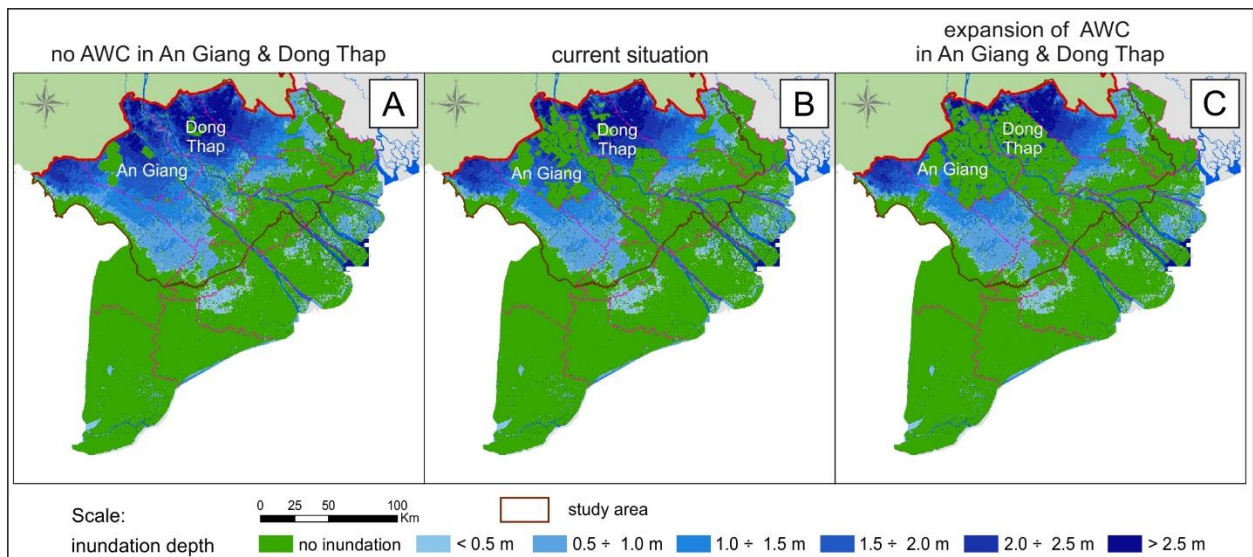 no AWC in An Giang & Dong Thap
current situation
expansion of AWC
in An Giang & Dong Thap
A
Dong
Thap
An Giang
B
Dong
Thap
An Giang
C
Dong
Thap
An Giang
Scale:
0 25 50 100
Km
study area
inundation depth
no inundation
< 0.5 m
0.5 ÷ 1.0 m
1.0 ÷ 1.5 m
1.5 ÷ 2.0 m
2.0 ÷ 2.5 m
> 2.5 m